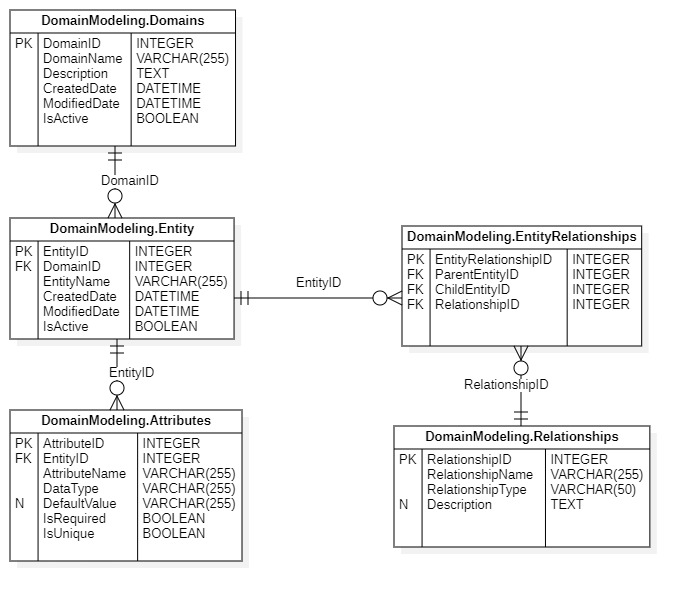 DomainModeling.Domains
PK DomainID INTEGER
DomainName VARCHAR(255)
Description TEXT
CreatedDate DATETIME
ModifiedDate DATETIME
IsActive BOOLEAN
DomainID
DomainModeling.Entity
PK EntityID INTEGER
FK DomainID INTEGER
EntityName VARCHAR(255)
CreatedDate DATETIME
ModifiedDate DATETIME
IsActive BOOLEAN
EntityID
DomainModeling.EntityRelationships
PK EntityRelationshipID INTEGER
FK ParentEntityID INTEGER
FK ChildEntityID INTEGER
FK RelationshipID INTEGER
EntityID
RelationshipID
DomainModeling.Attributes
PK AttributeID INTEGER
FK EntityID INTEGER
AttributeName VARCHAR(255)
DataType VARCHAR(255)
N DefaultValue VARCHAR(255)
IsRequired BOOLEAN
IsUnique BOOLEAN
DomainModeling.Relationships
PK RelationshipID INTEGER
RelationshipName VARCHAR(255)
RelationshipType VARCHAR(50)
N Description TEXT